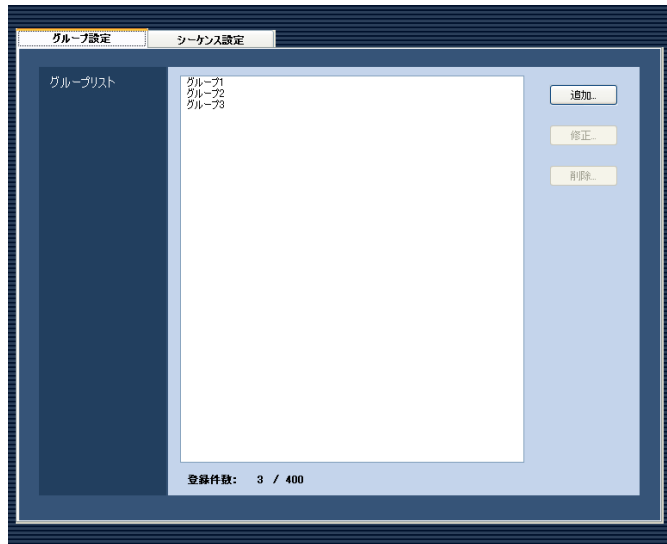 グループ設定
シーケンス設定
グループリスト
グループ1
グループ2
グループ3
追加...
修正...
削除...
登録件数: 3 / 400